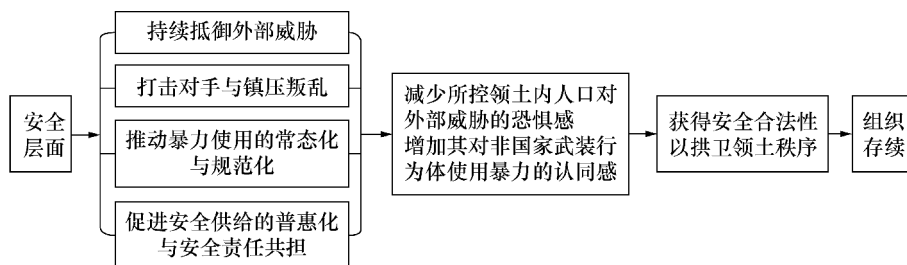 安全
层面
持续抵御外部威胁
打击对手与镇压叛乱
推动暴力使用的常态化
与规范化
促进安全供给的普惠化
与安全责任共担
减少所控领土内人口对
外部威胁的恐惧感
增加其对非国家武装行
为体使用暴力的认同感
获得安全合法性
以拱卫领土秩序
组织
存续